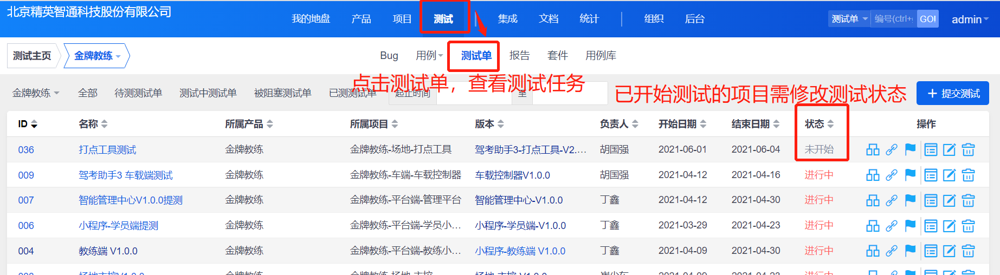 北京精英智通科技股份有限公司
我的地盘 产品 项目 测试 集成 文档 统计 组织 后台 测试单 编号(ctrl+ GO! admin
测试主页 金牌教练 Bug 用例 测试单 报告 套件 用例库
点击测试单，查看测试任务
已开始测试的项目需修改测试状态
金牌教练 全部 待测测试单 测试中测试单 被阻塞测试单 已测测试单 起止时间 至 提交测试
ID 名称 所属产品 所属项目 版本 负责人 开始日期 结束日期 状态 操作
036 打点工具测试 金牌教练 金牌教练-场地-打点工具 驾考助手3-打点工具-V2.… 胡国强 2021-06-01 2021-06-04 未开始
009 驾考助手3 车载端测试 金牌教练 金牌教练-车端-车载控制器 车载控制器V1.0.0 胡国强 2021-04-12 2021-04-16 进行中
007 智能管理中心V1.0.0提测 金牌教练 金牌教练-平台端-管理平台 智能管理中心-V1.0.0 丁鑫 2021-04-12 2021-04-30 进行中
006 小程序-学员端提测 金牌教练 金牌教练-平台端-学员小… 小程序-学员端-V1.0.0 丁鑫 2021-03-29 2021-04-23 进行中
004 教练端 V1.0.0 金牌教练 金牌教练-平台端-教练小… 小程序-教练端 V1.0.0 丁鑫 2021-04-09 2021-04-30 进行中